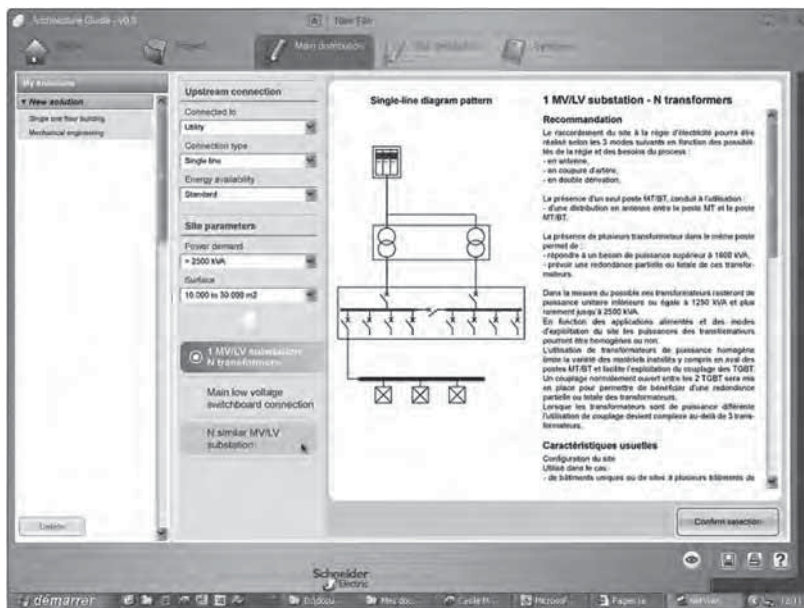 Architecture Guide - V0.5
New File
Main distribution
My solutions
New solution
Single one floor building
Mechanical engineering
Upstream connection
Connected to
Utility
Connection type
Single line
Energy availability
Standard
Site parameters
Power demand
> 2500 kVA
Surface
10 000 to 50 000 m2
1 MV/LV substation
N transformers
Main low voltage
switchboard connection
N similar MV/LV
substation
Single-line diagram pattern
1 MV/LV substation - N transformers
Recommandation
Le raccordement du site à la régie d'électricité pourra être
réalisé selon les 3 modes suivants en fonction des possibili-
tés de la régie et des besoins du process :
- en antenne,
- en coupure d'artère,
- en double dérivation.
La présence d'un seul poste MT/BT, conduit à l'utilisation :
- d'une distribution en antenne entre le poste MT et le poste
MT/BT.
La présence de plusieurs transformateur dans le même poste
permet de :
- répondre à un besoin de puissance supérieur à 1600 kVA,
- prévoir une redondance partielle ou totale de ces transfor-
mateurs.
Dans la mesure du possible ces transformateurs resteront de
puissance unitaire inférieurs ou égale à 1250 kVA et plus
rarement jusqu'à 2500 kVA.
En fonction des applications alimentés et des modes
d'exploitation du site les puissances des transformateurs
pourront être homogènes ou non.
L'utilisation de transformateurs de puissance homogène
limite la variété des matériels installés y compris en aval des
postes MT/BT et facilite l'exploitation du couplage des TGBT.
Un couplage normalement ouvert entre les 2 TGBT sera mis
en place pour permettre de bénéficier d'une redondance
partielle ou totale des transformateurs.
Lorsque les transformateurs sont de puissance différente
l'utilisation de couplage devient complexe au-delà de 3 trans-
formateurs.
Caractéristiques usuelles
Configuration du site
Utilisé dans le cas:
- de bâtiments uniques ou de sites à plusieurs bâtiments de
Confirm selection
Schneider
Electric
démarrer